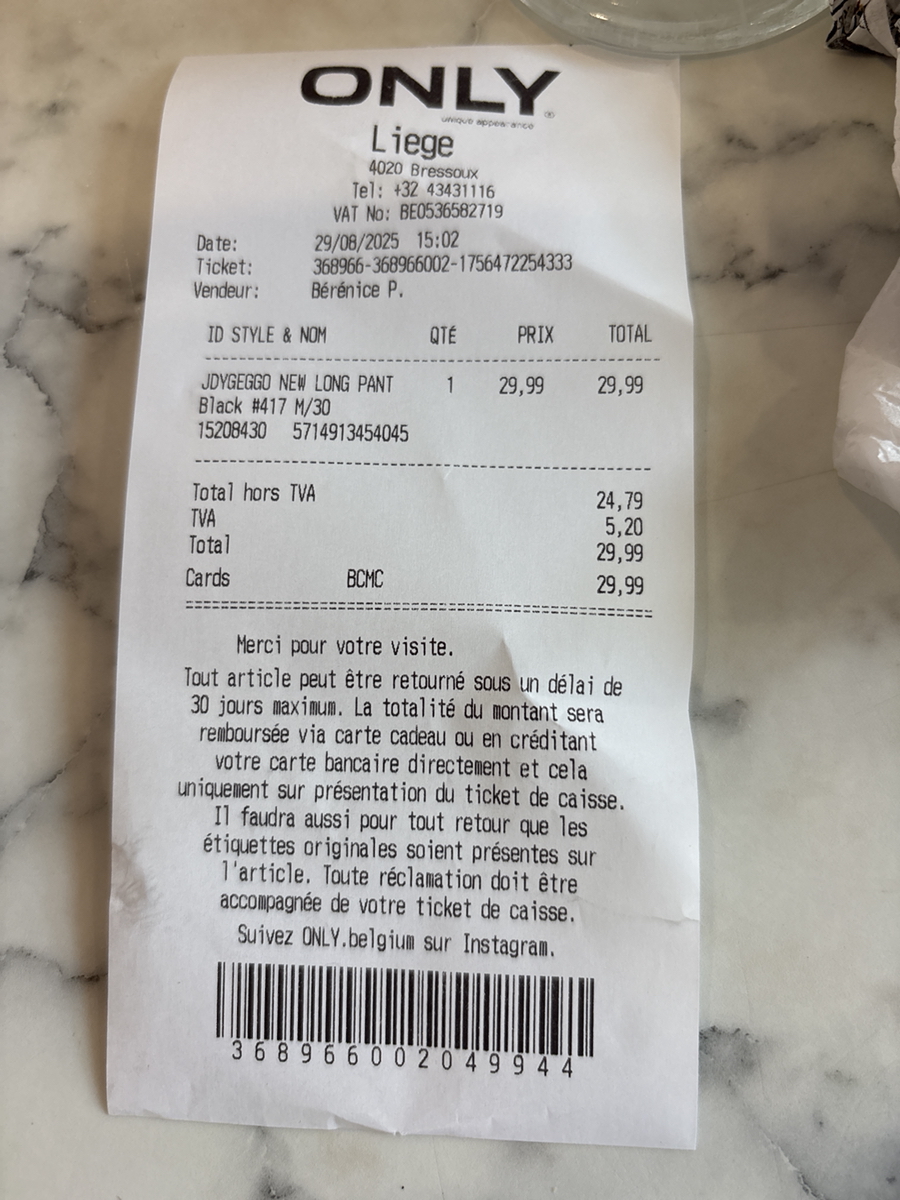 ONLY
unique appearance
Liege
4020 Bressoux
Tel: +32 43431116
VAT No: BE0536582719
Date: 29/08/2025 15:02
Ticket: 368966-368966002-1756472254333
Vendeur: Bérénice P.
ID STYLE & NOM QTÉ PRIX TOTAL
JDYGEGGO NEW LONG PANT 1 29,99 29,99
Black #417 M/30
15208430 5714913454045
Total hors TVA 24,79
TVA 5,20
Total 29,99
Cards BCMC 29,99
Merci pour votre visite.
Tout article peut être retourné sous un délai de
30 jours maximum. La totalité du montant sera
remboursée via carte cadeau ou en créditant
votre carte bancaire directement et cela
uniquement sur présentation du ticket de caisse.
Il faudra aussi pour tout retour que les
étiquettes originales soient présentes sur
l'article. Toute réclamation doit être
accompagnée de votre ticket de caisse.
Suivez ONLY.belgium sur Instagram.
368966002049944